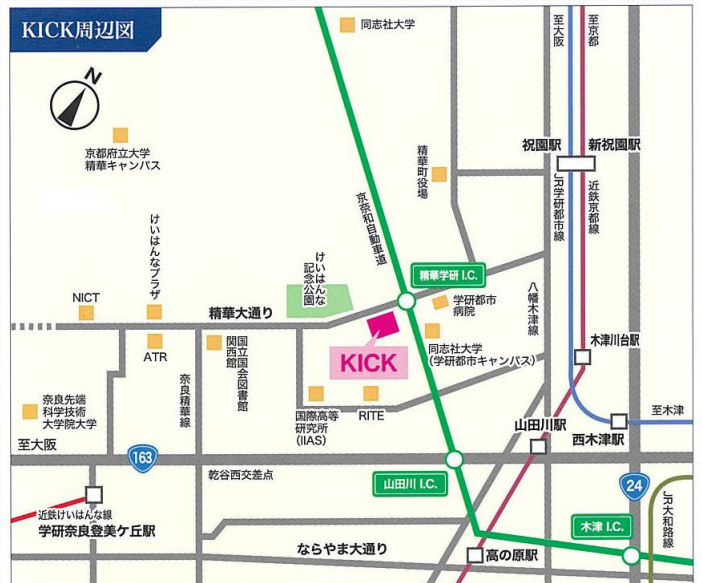 KICK周辺図
N
同志社大学
至大阪
至京都
京都府立大学
精華キャンパス
精華町役場
祝園駅
新祝園駅
JR学研都市線
近鉄京都線
京奈和自動車道
けいはんなプラザ
けいはんな
記念公園
精華学研 I.C.
NICT
精華大通り
学研都市
病院
八幡木津線
ATR
国立国会図書館
関西館
KICK
同志社大学
(学研都市キャンパス)
木津川台駅
奈良精華線
奈良先端
科学技術
大学院大学
国際高等
研究所
(IIAS)
RITE
至木津
山田川駅
西木津駅
至大阪
163
乾谷西交差点
山田川 I.C.
24
近鉄けいはんな線
学研奈良登美ケ丘駅
木津 I.C.
JR大和路線
ならやま大通り
高の原駅